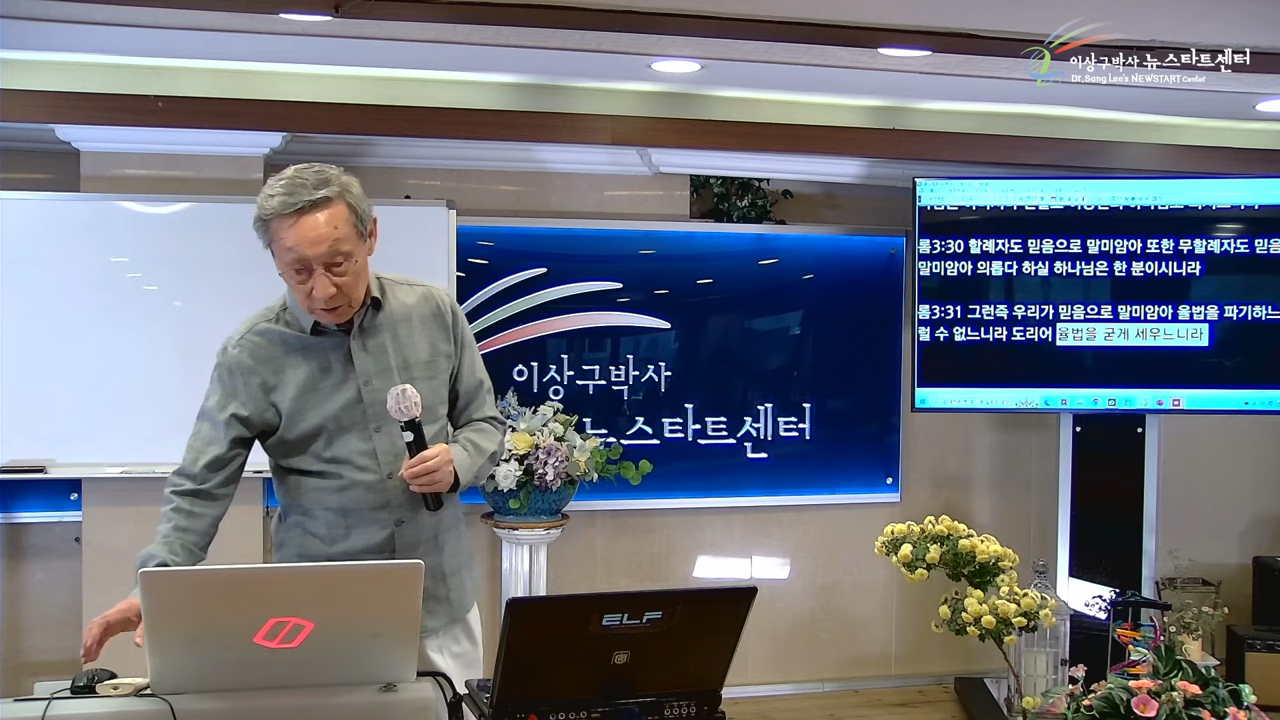 이상구박사 뉴스타트센터
Dr.Sang Lee's NEWSTART Center
롬3:30 할례자도 믿음으로 말미암아 또한 무할례자도 믿음
말미암아 의롭다 하실 하나님은 한 분이시니라
롬3:31 그런즉 우리가 믿음으로 말미암아 율법을 파기하느
럴 수 없느니라 도리어 율법을 굳게 세우느니라
이상구박사
뉴스타트센터
ELF